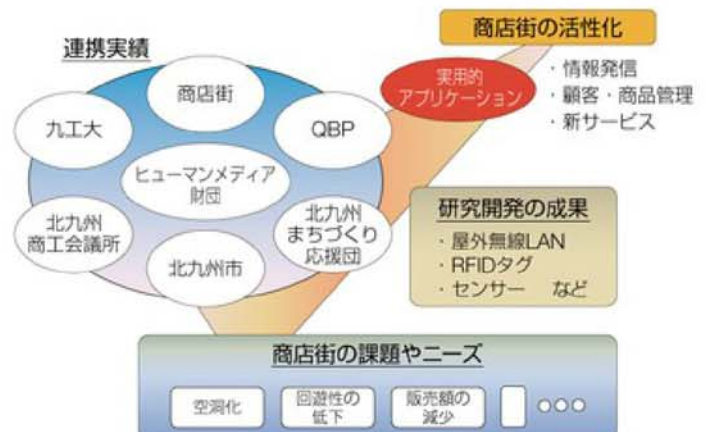 商店街の活性化
連携実績
実用的
アプリケーション
・情報発信
・顧客・商品管理
・新サービス
商店街
九工大
QBP
ヒューマンメディア
財団
北九州
商工会議所
北九州
まちづくり
応援団
北九州市
研究開発の成果
・屋外無線LAN
・RFIDタグ
・センサー　など
商店街の課題やニーズ
空洞化
回遊性の
低下
販売額の
減少